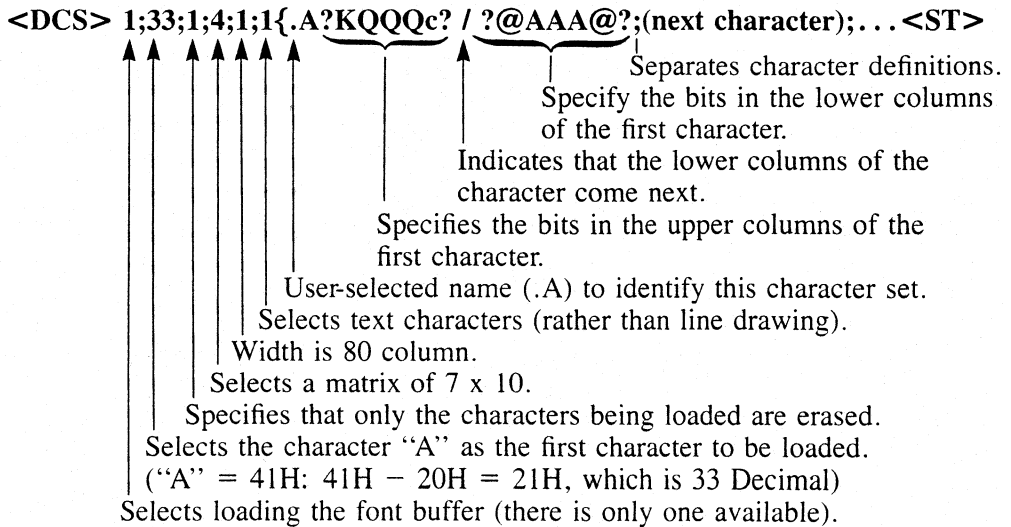 <DCS> 1;33;1;4;1;1{.A?KQQQc? / ?@AAA@?;(next character);...<ST>
Separates character definitions.
Specify the bits in the lower columns
of the first character.
Indicates that the lower columns of the
character come next.
Specifies the bits in the upper columns of the
first character.
User-selected name (.A) to identify this character set.
Selects text characters (rather than line drawing).
Width is 80 column.
Selects a matrix of 7 x 10.
Specifies that only the characters being loaded are erased.
Selects the character “A” as the first character to be loaded.
(“A” = 41H: 41H − 20H = 21H, which is 33 Decimal)
Selects loading the font buffer (there is only one available).